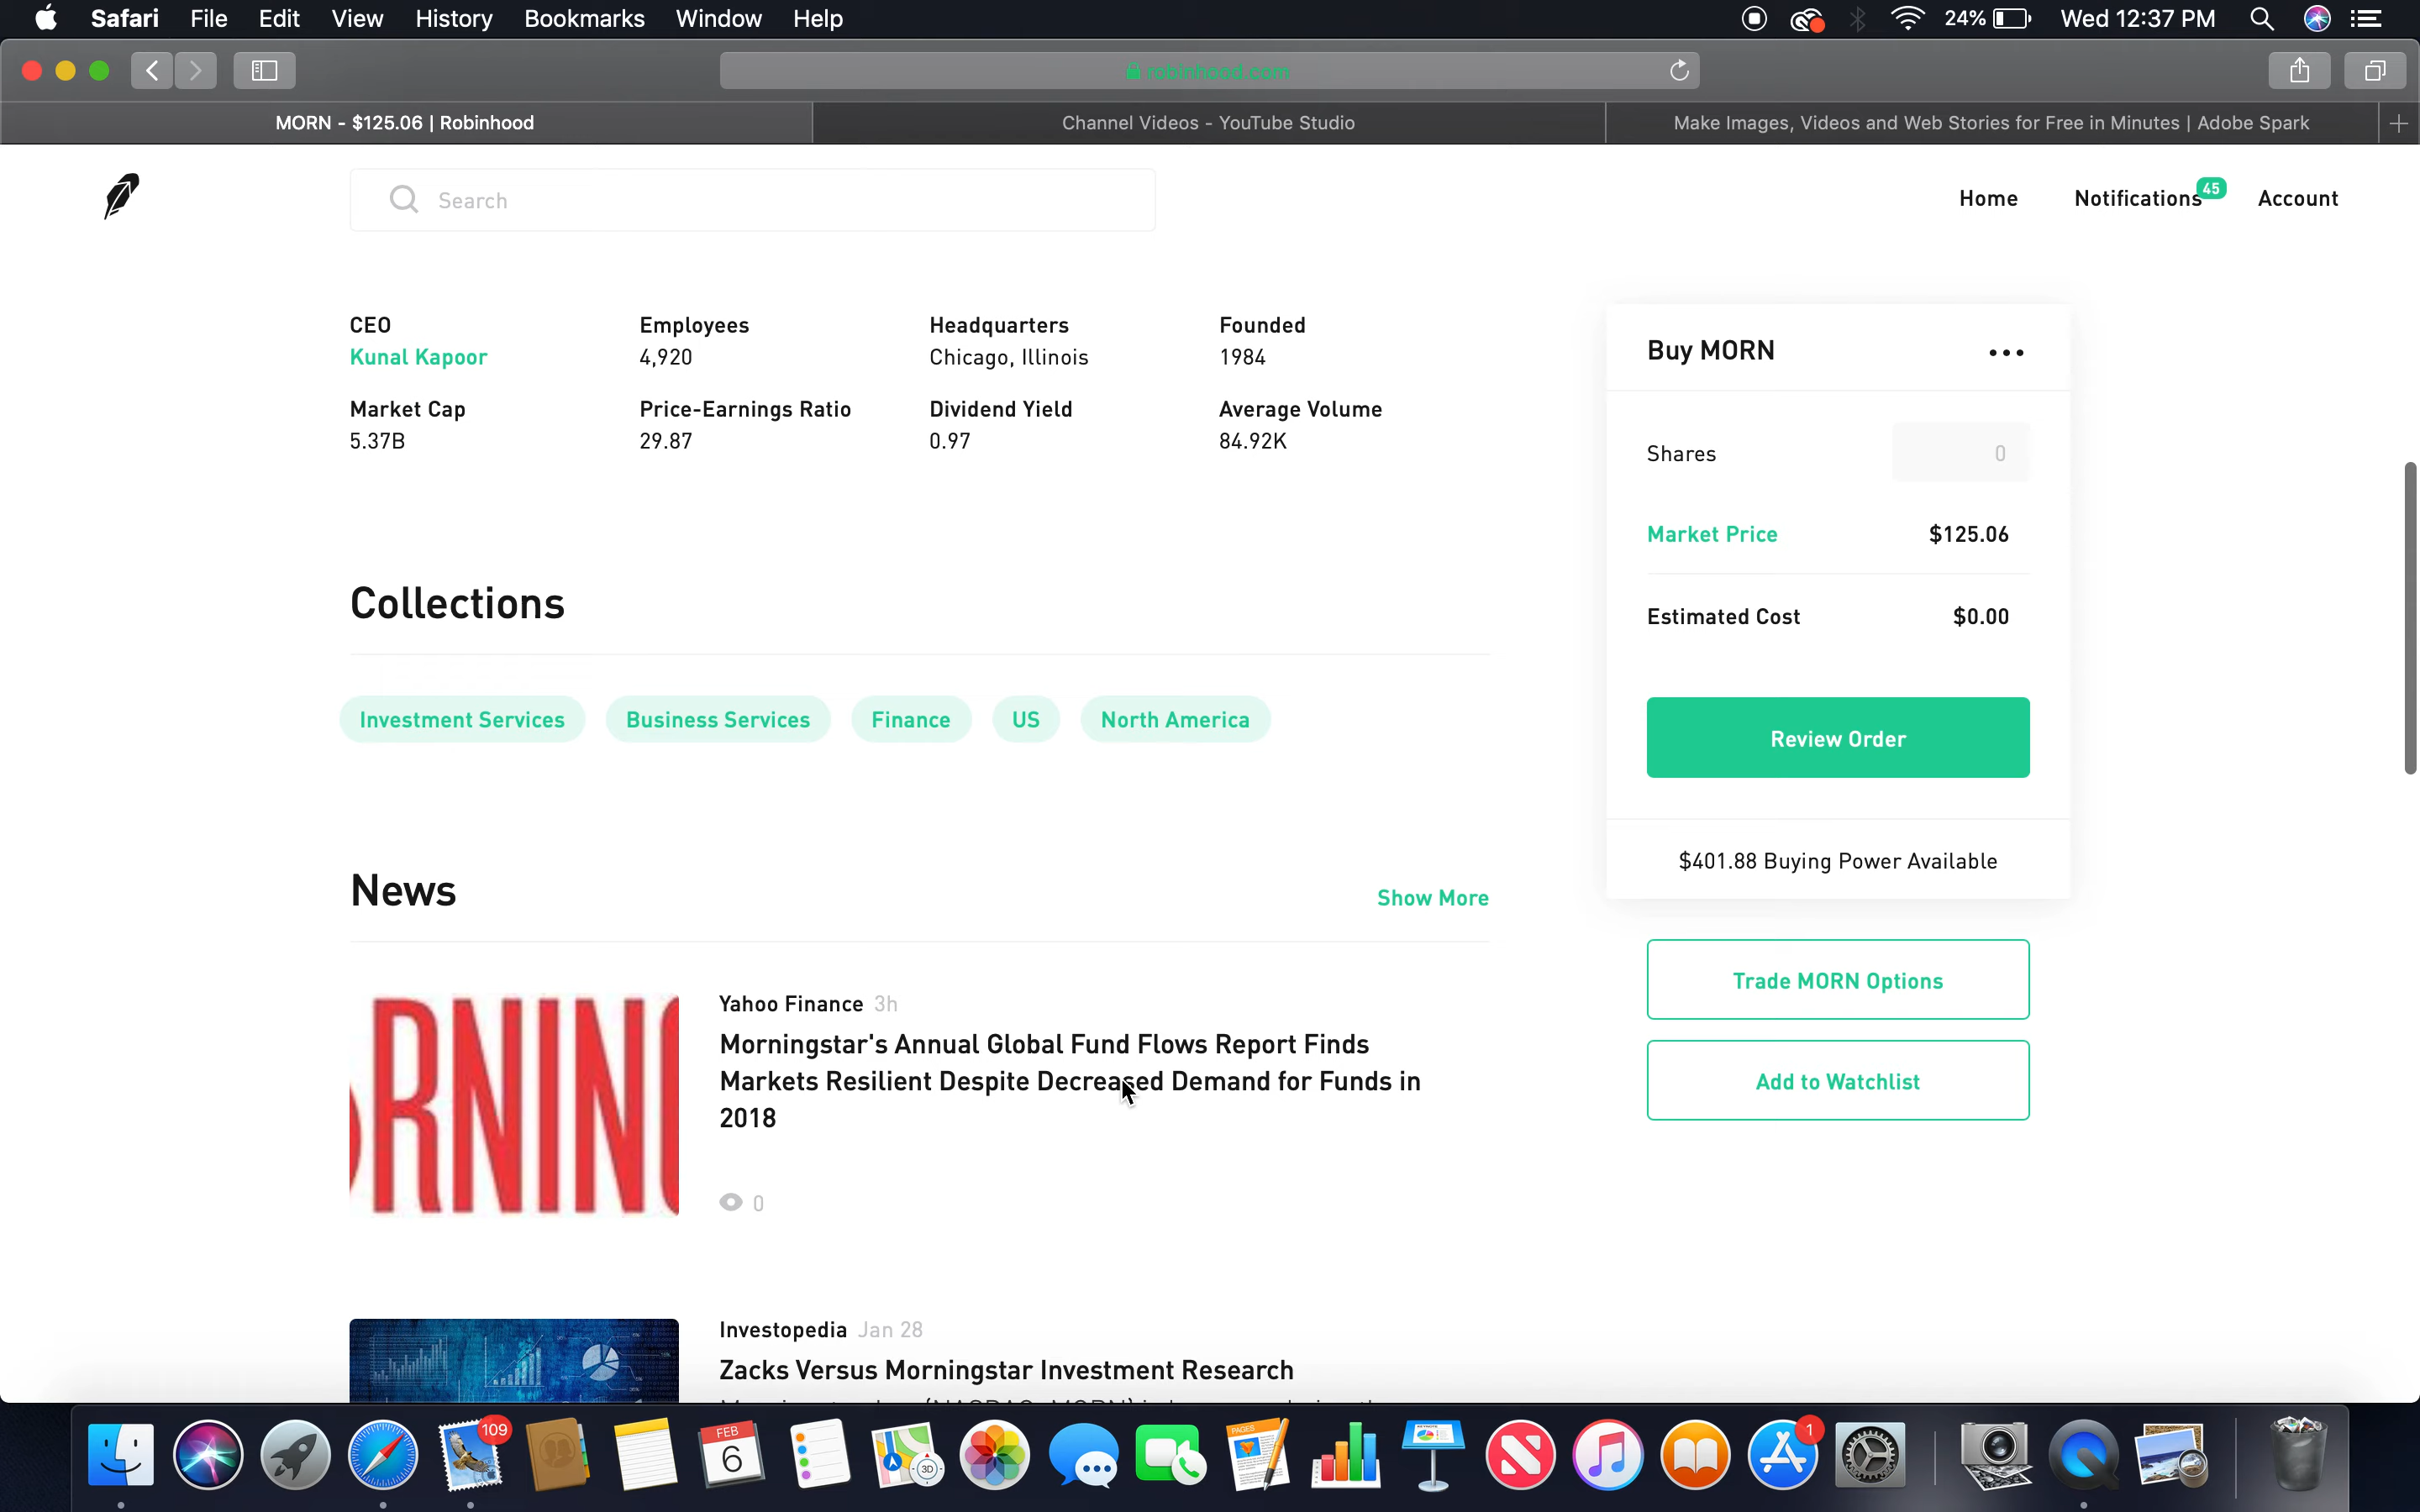 Safari File Edit View History Bookmarks Window Help 24% Wed 12:37 PM
robinhood.com
MORN - $125.06 | Robinhood Channel Videos - YouTube Studio Make Images, Videos and Web Stories for Free in Minutes | Adobe Spark
Search Home Notifications 45 Account
CEO Employees Headquarters Founded
Kunal Kapoor 4,920 Chicago, Illinois 1984
Market Cap Price-Earnings Ratio Dividend Yield Average Volume
5.37B 29.87 0.97 84.92K
Collections
Investment Services Business Services Finance US North America
News Show More
Yahoo Finance 3h
Morningstar's Annual Global Fund Flows Report Finds
Markets Resilient Despite Decreased Demand for Funds in
2018
0
Investopedia Jan 28
Zacks Versus Morningstar Investment Research
Buy MORN
Shares 0
Market Price $125.06
Estimated Cost $0.00
Review Order
$401.88 Buying Power Available
Trade MORN Options
Add to Watchlist
RNIN
109
FEB
6
3D
PAGES
1